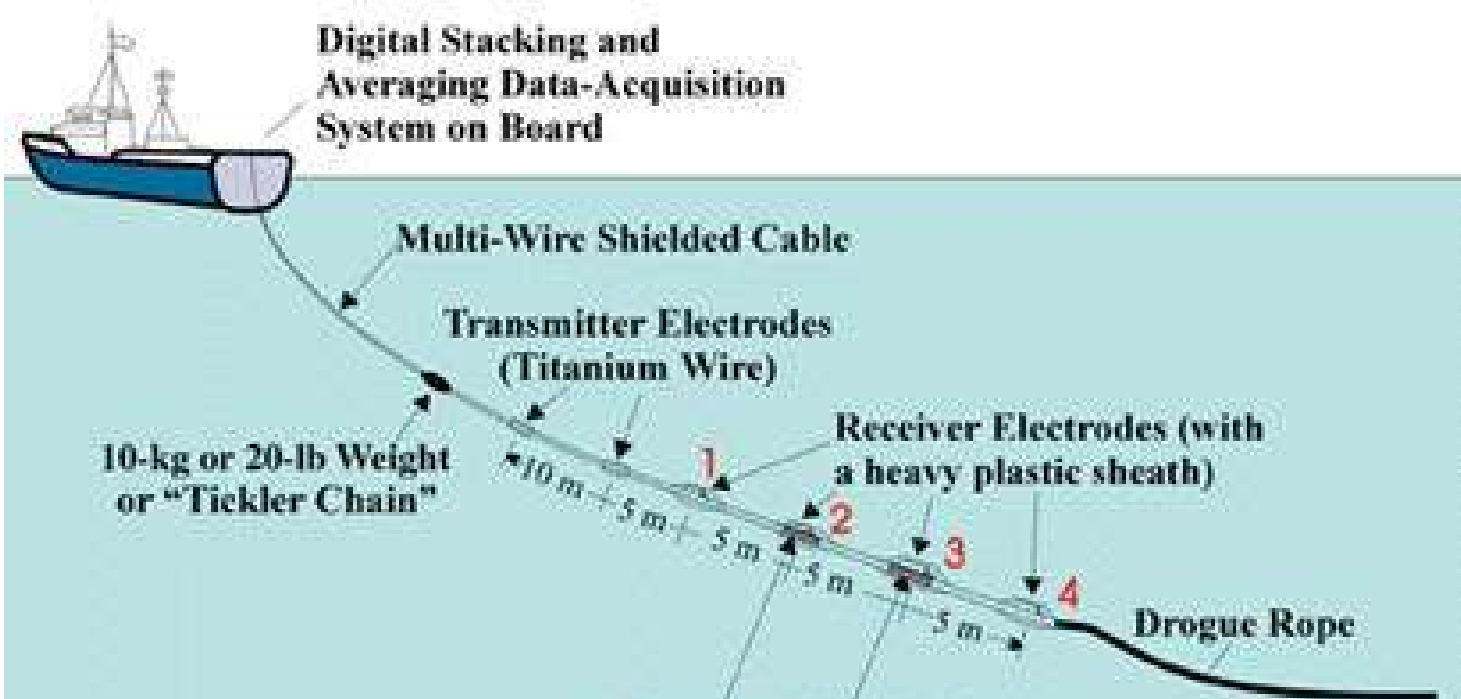 Digital Stacking and
Averaging Data-Acquisition
System on Board
Multi-Wire Shielded Cable
Transmitter Electrodes
(Titanium Wire)
10-kg or 20-lb Weight
or “Tickler Chain”
Receiver Electrodes (with
a heavy plastic sheath)
1
2
3
4
10 m
5 m
5 m
5 m
5 m
Drogue Rope